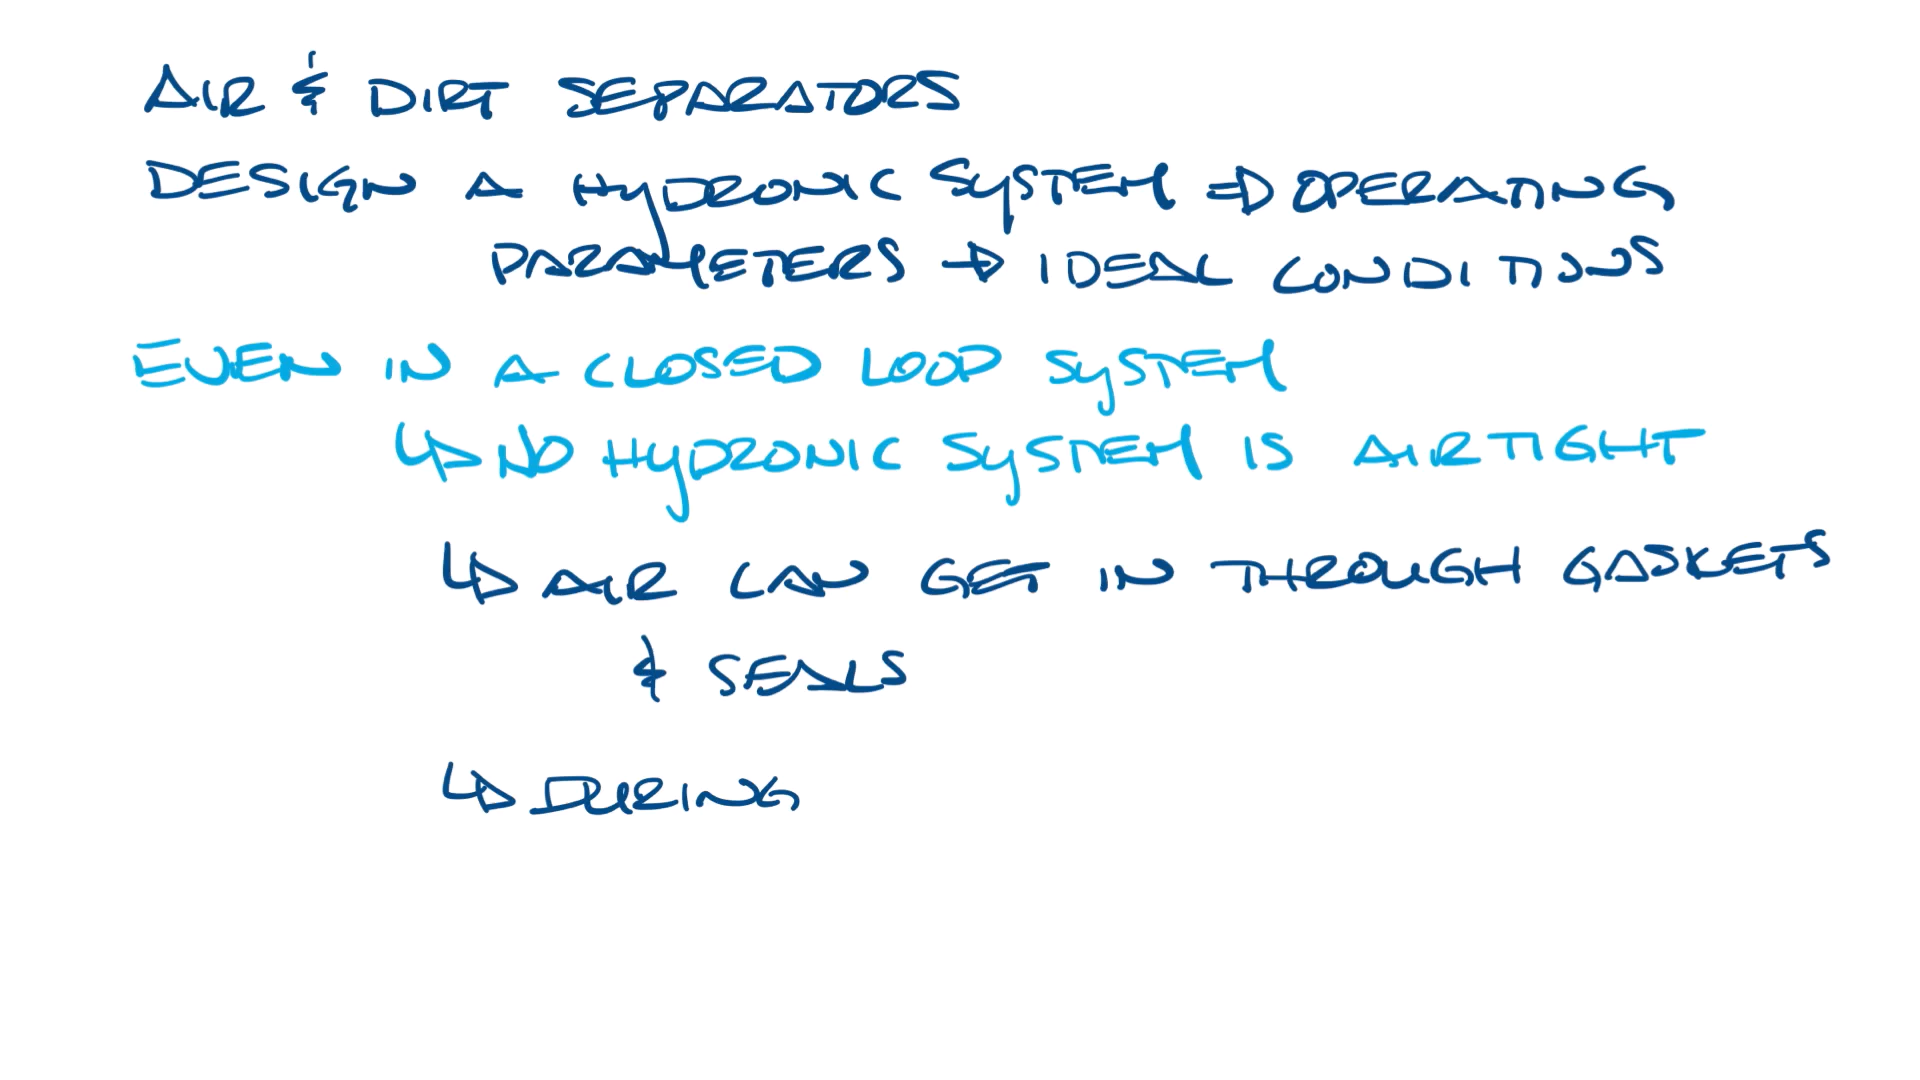 AIR & DIRT SEPARATORS
DESIGN A HYDRONIC SYSTEM ⇒ OPERATING
PARAMETERS → IDEAL CONDITIONS
EVEN IN A CLOSED LOOP SYSTEM
↳ NO HYDRONIC SYSTEM IS AIRTIGHT
↳ AIR CAN GET IN THROUGH GASKETS
& SEALS
↳ DURING